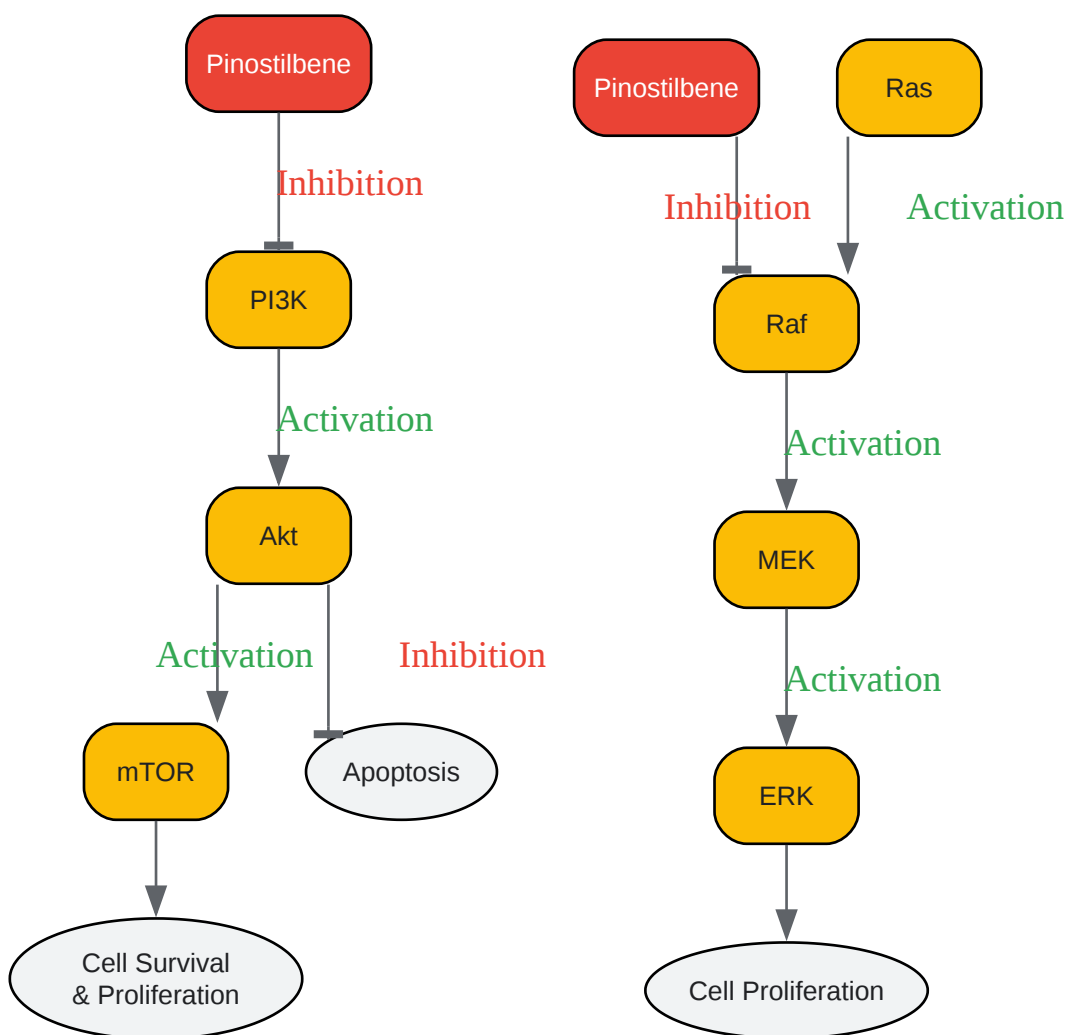 Pinostilbene
Inhibition
PI3K
Activation
Akt
Activation
Inhibition
mTOR
Apoptosis
Cell Survival
& Proliferation
Pinostilbene
Ras
Inhibition
Activation
Raf
Activation
MEK
Activation
ERK
Cell Proliferation